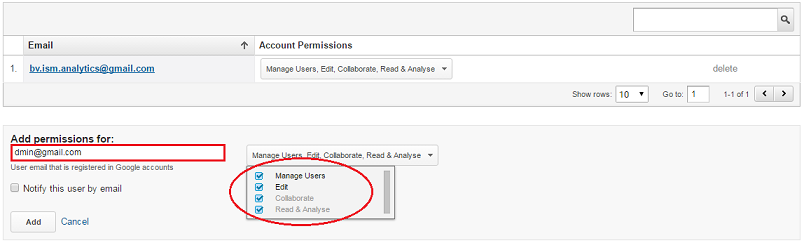 Email Account Permissions
1. bv.ism.analytics@gmail.com Manage Users, Edit, Collaborate, Read & Analyse delete
Show rows: 10 Go to: 1 1-1 of 1
Add permissions for:
dmin@gmail.com Manage Users, Edit, Collaborate, Read & Analyse
User email that is registered in Google accounts
Manage Users
Notify this user by email Edit
Collaborate
Read & Analyse
Add Cancel